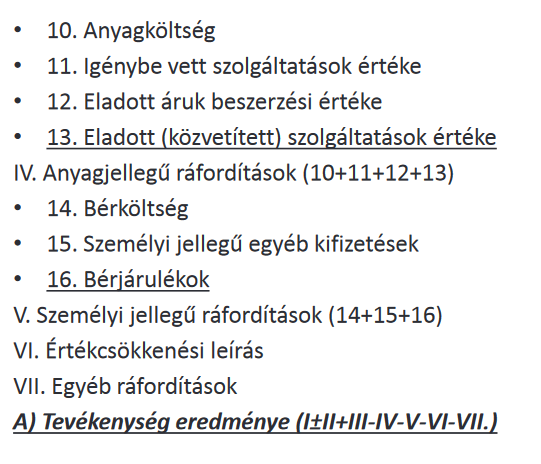 • 10. Anyagköltség
• 11. Igénybe vett szolgáltatások értéke
• 12. Eladott áruk beszerzési értéke
• 13. Eladott (közvetített) szolgáltatások értéke
IV. Anyagjellegű ráfordítások (10+11+12+13)
• 14. Bérköltség
• 15. Személyi jellegű egyéb kifizetések
• 16. Bérjárulékok
V. Személyi jellegű ráfordítások (14+15+16)
VI. Értékcsökkenési leírás
VII. Egyéb ráfordítások
A) Tevékenység eredménye (I±II+III-IV-V-VI-VII.)